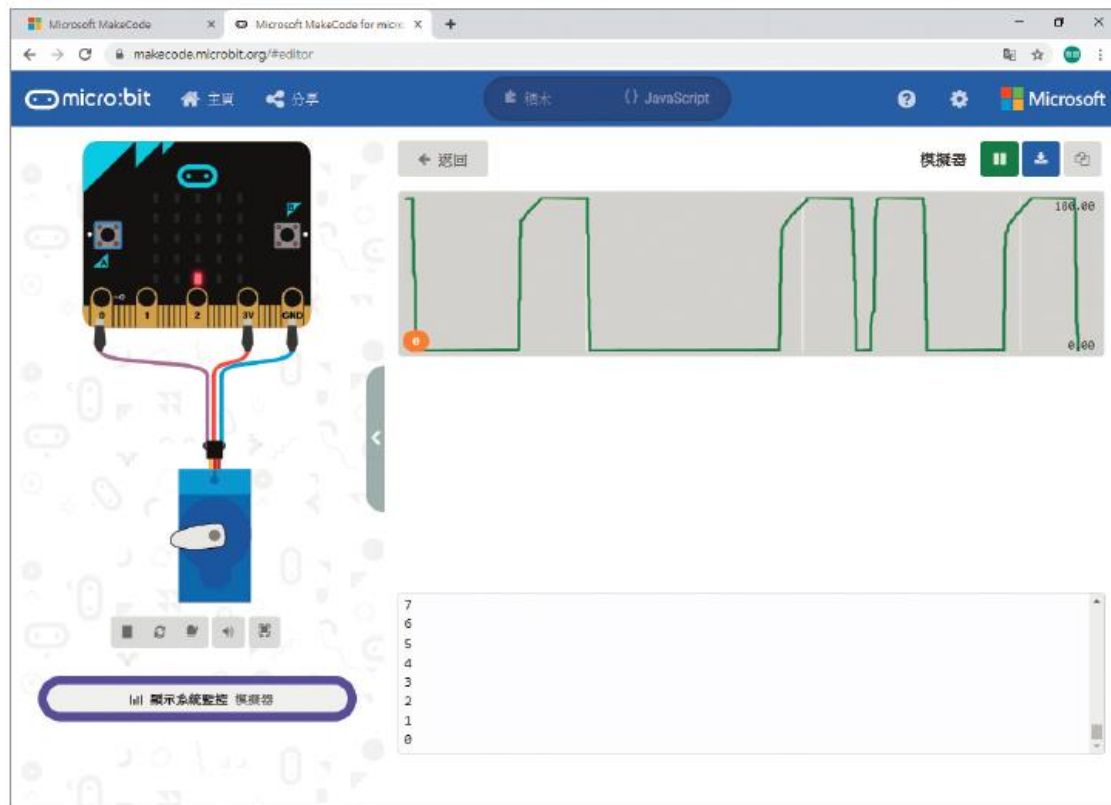 Microsoft MakeCode
Microsoft MakeCode for micro
makecode.microbit.org/#editor
micro:bit 主頁 分享 積木 {} JavaScript Microsoft
返回 模擬器
180.00
0.00
0
B
A
0 1 2 3V GND
顯示系統監控 模擬器
7
6
5
4
3
2
1
0